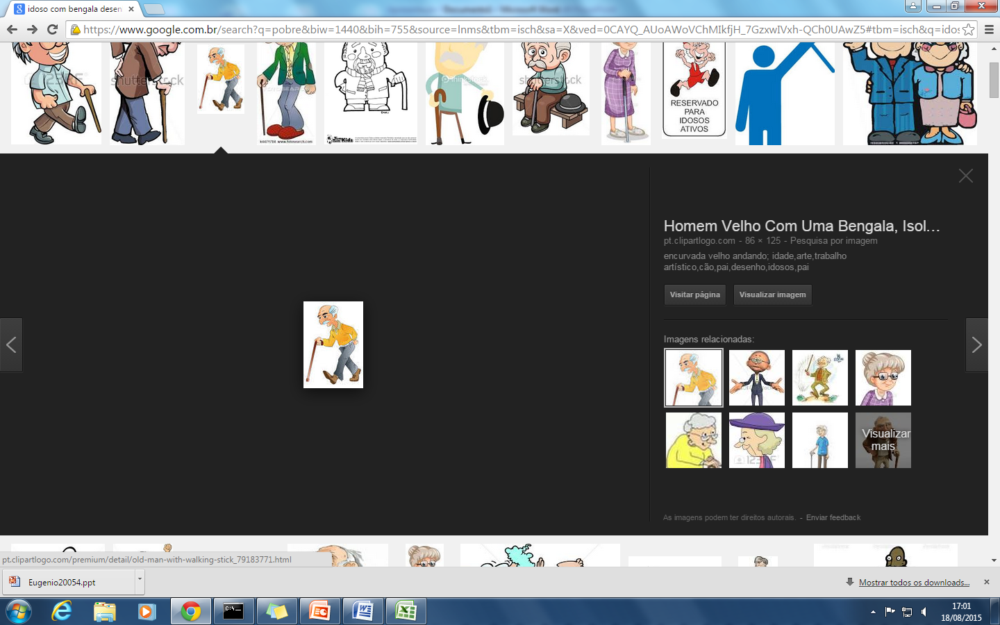 idoso com bengala desen
https://www.google.com.br/search?q=pobre&biw=1440&bih=755&source=lnms&tbm=isch&sa=X&ved=0CAYQ_AUoAWoVChMIkfjH_7GzxwIVxh-QCh0UAwZ5#tbm=isch&q=idos
123RF
shutterstock
shutterstock
RESERVADO
PARA
IDOSOS
ATIVOS
Homem Velho Com Uma Bengala, Isol...
pt.clipartlogo.com - 86 × 125 - Pesquisa por imagem
encurvada velho andando; idade,arte,trabalho
artístico,cão,pai,desenho,idosos,pai
Visitar página Visualizar imagem
Imagens relacionadas:
123RF
Visualizar
mais
As imagens podem ter direitos autorais. - Enviar feedback
pt.clipartlogo.com/premium/detail/old-man-with-walking-stick_79183771.html
Eugenio20054.ppt
Mostrar todos os downloads...
17:01
18/08/2015